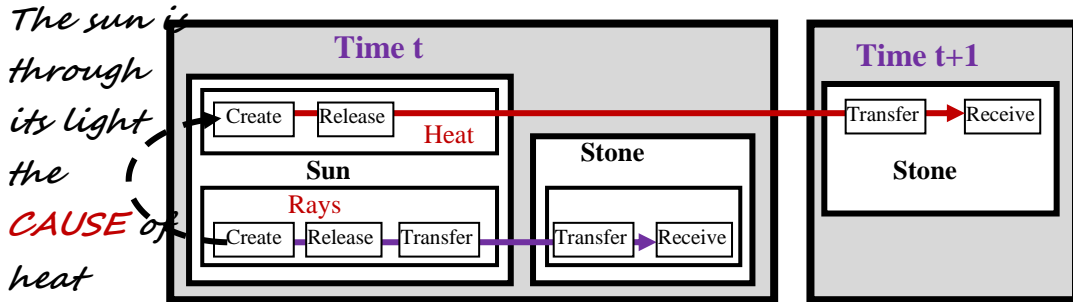 The sun is
through
its light
the
CAUSE of
heat
Time t
Create
Release
Heat
Sun
Rays
Create
Release
Transfer
Stone
Transfer
Receive
Time t+1
Transfer
Receive
Stone